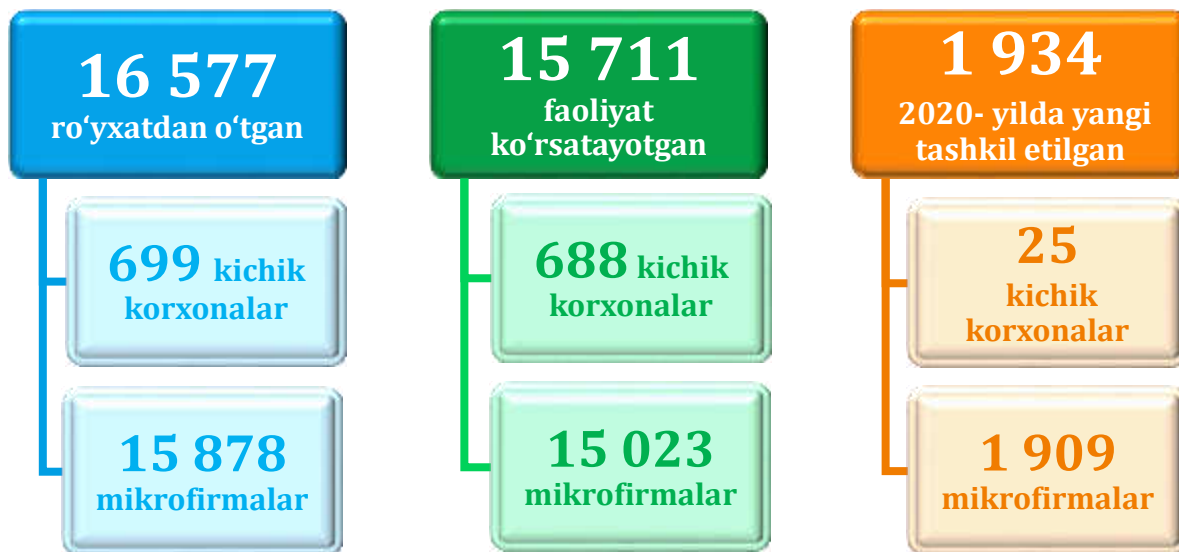 16 577
ro‘yxatdan o‘tgan
699 kichik
korxonalar
15 878
mikrofirmalar
15 711
faoliyat
ko‘rsatayotgan
688 kichik
korxonalar
15 023
mikrofirmalar
1 934
2020- yilda yangi
tashkil etilgan
25
kichik
korxonalar
1 909
mikrofirmalar